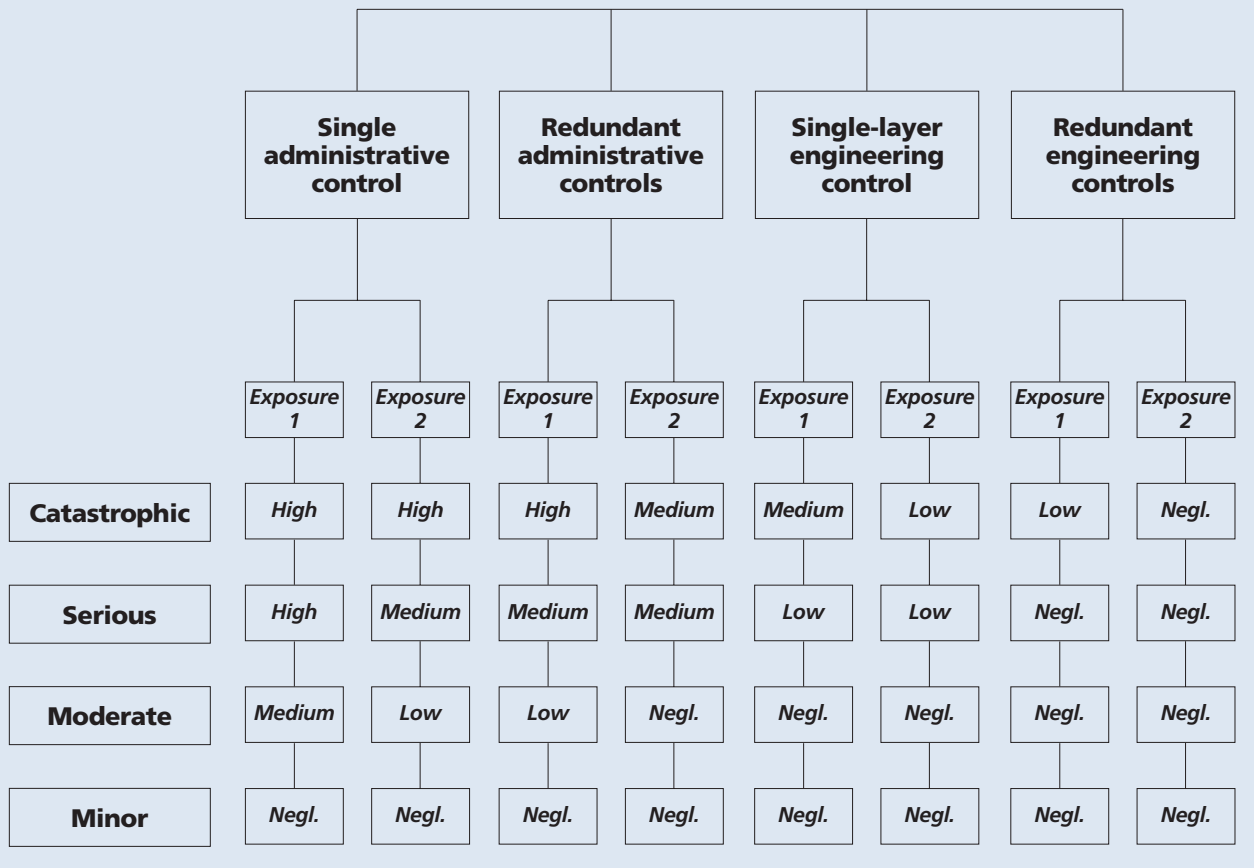 Single
administrative
control
Redundant
administrative
controls
Single-layer
engineering
control
Redundant
engineering
controls
Exposure
1
Exposure
2
Exposure
1
Exposure
2
Exposure
1
Exposure
2
Exposure
1
Exposure
2
Catastrophic High High High Medium Medium Low Low Negl.
Serious High Medium Medium Medium Low Low Negl. Negl.
Moderate Medium Low Low Negl. Negl. Negl. Negl. Negl.
Minor Negl. Negl. Negl. Negl. Negl. Negl. Negl. Negl.